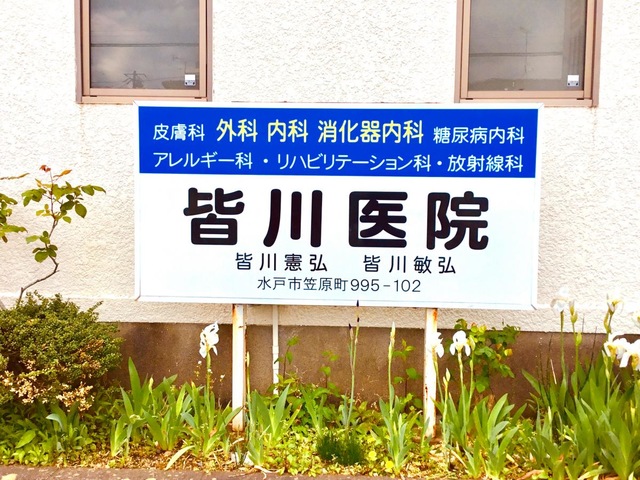 皮膚科 外科 内科 消化器内科 糖尿病内科
アレルギー科・リハビリテーション科・放射線科
皆川医院
皆川憲弘 皆川敏弘
水戸市笠原町995-102